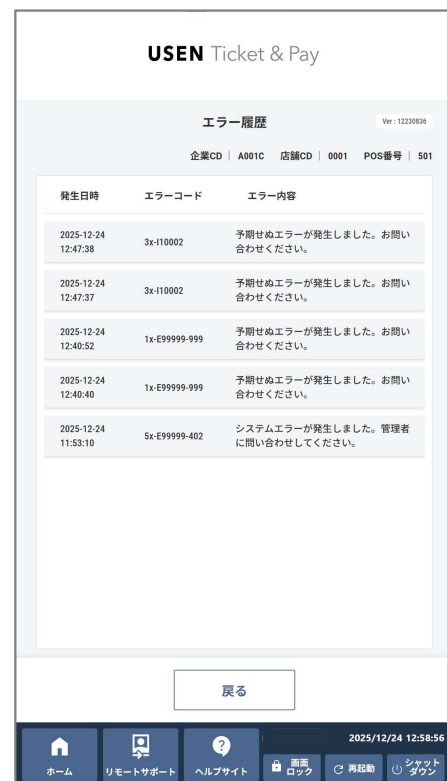 USEN Ticket & Pay
エラー履歴
Ver : 12230836
企業CD | A001C 店舗CD | 0001 POS番号 | 501
発生日時 エラーコード エラー内容
2025-12-24
12:47:38
3x-I10002
予期せぬエラーが発生しました。お問い
合わせください。
2025-12-24
12:47:37
3x-I10002
予期せぬエラーが発生しました。お問い
合わせください。
2025-12-24
12:40:52
1x-E99999-999
予期せぬエラーが発生しました。お問い
合わせください。
2025-12-24
12:40:40
1x-E99999-999
予期せぬエラーが発生しました。お問い
合わせください。
2025-12-24
11:53:10
5x-E99999-402
システムエラーが発生しました。管理者
に問い合わせしてください。
戻る
2025/12/24 12:58:56
ホーム
リモートサポート
ヘルプサイト
画面
ロック
再起動
シャット
ダウン